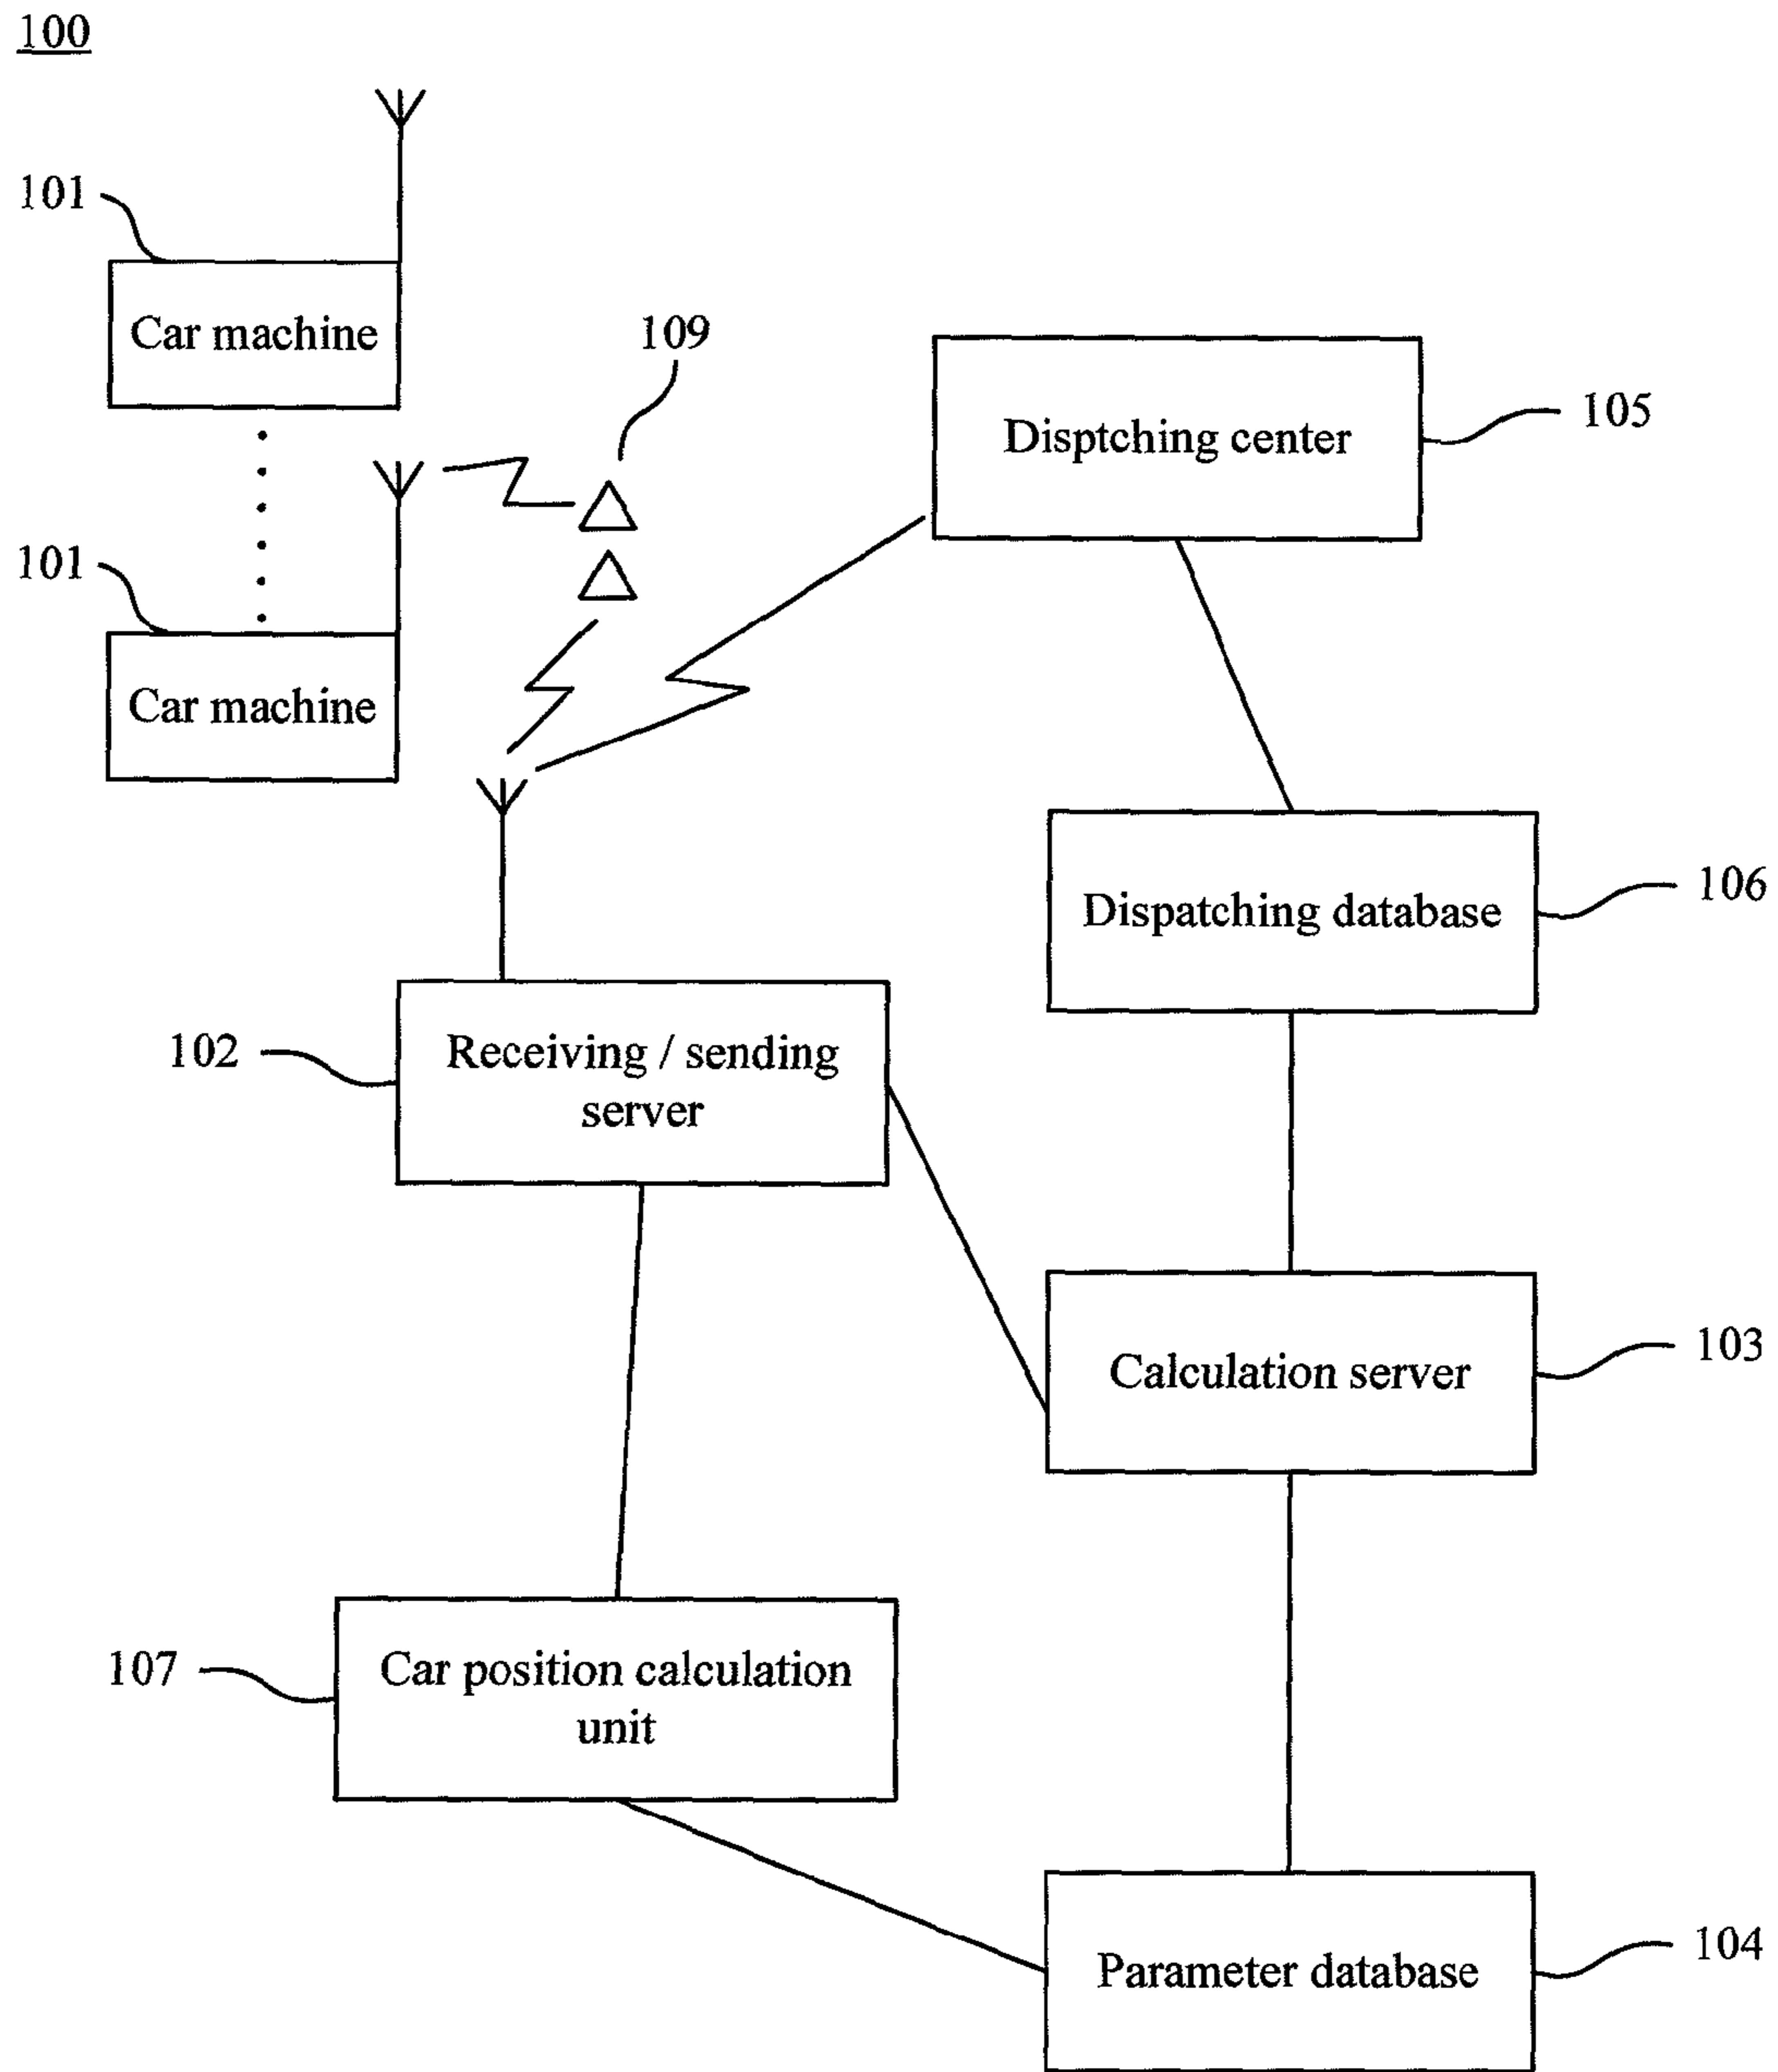 100
101
Car machine
109
Disptching center
105
101
Car machine
Dispatching database
106
102
Receiving / sending
server
Calculation server
103
107
Car position calculation
unit
Parameter database
104